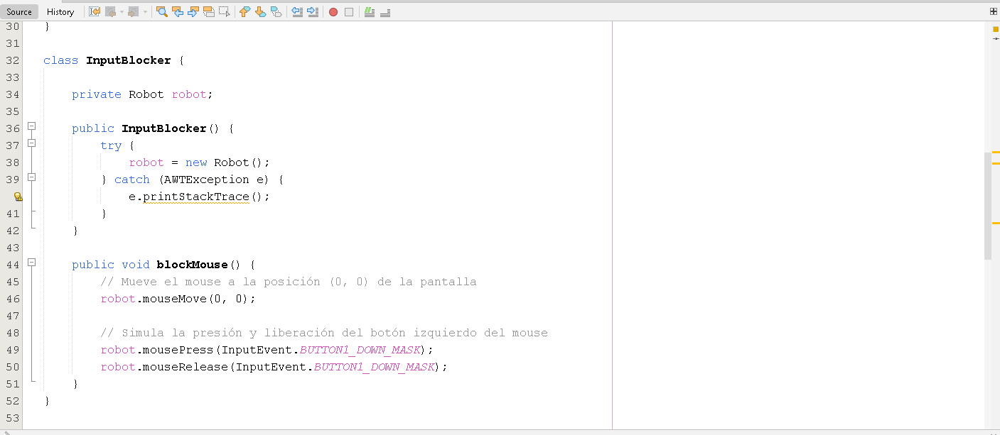 Source History
30 }
31
32 class InputBlocker {
33
34 private Robot robot;
35
36 public InputBlocker() {
37 try {
38 robot = new Robot();
39 } catch (AWTException e) {
e.printStackTrace();
41 }
42 }
43
44 public void blockMouse() {
45 // Mueve el mouse a la posición (0, 0) de la pantalla
46 robot.mouseMove(0, 0);
47
48 // Simula la presión y liberación del botón izquierdo del mouse
49 robot.mousePress(InputEvent.BUTTON1_DOWN_MASK);
50 robot.mouseRelease(InputEvent.BUTTON1_DOWN_MASK);
51 }
52 }
53